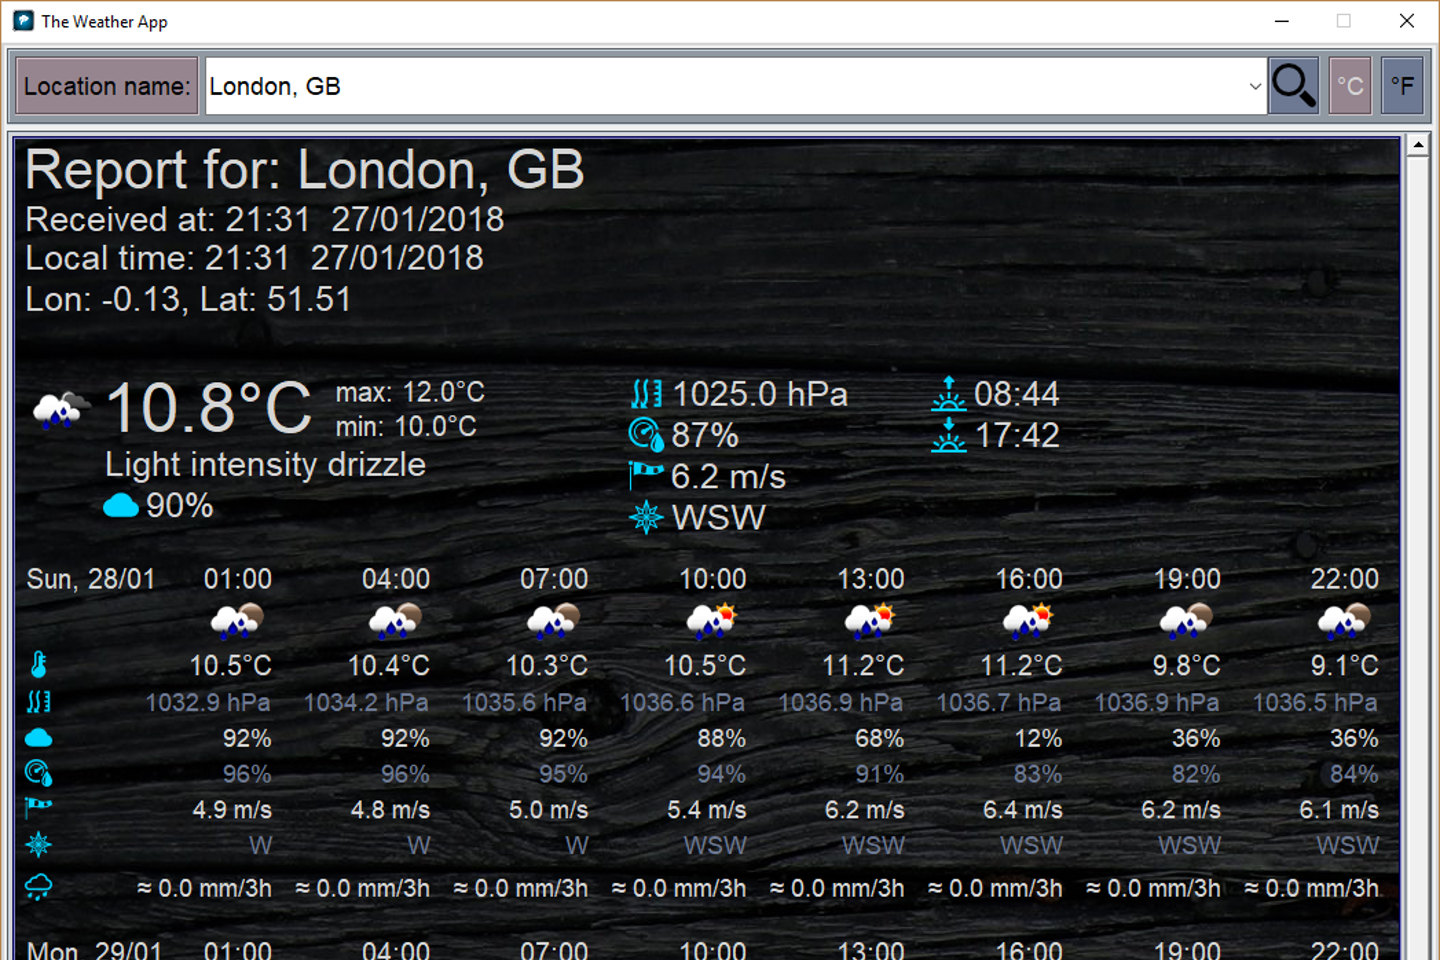 The Weather App
Location name: London, GB °C °F
Report for: London, GB
Received at: 21:31 27/01/2018
Local time: 21:31 27/01/2018
Lon: -0.13, Lat: 51.51
10.8°C
max: 12.0°C
min: 10.0°C
Light intensity drizzle
90%
1025.0 hPa
87%
6.2 m/s
WSW
08:44
17:42
Sun, 28/01 01:00 04:00 07:00 10:00 13:00 16:00 19:00 22:00
10.5°C 10.4°C 10.3°C 10.5°C 11.2°C 11.2°C 9.8°C 9.1°C
1032.9 hPa 1034.2 hPa 1035.6 hPa 1036.6 hPa 1036.9 hPa 1036.7 hPa 1036.9 hPa 1036.5 hPa
92% 92% 92% 88% 68% 12% 36% 36%
96% 96% 95% 94% 91% 83% 82% 84%
4.9 m/s 4.8 m/s 5.0 m/s 5.4 m/s 6.2 m/s 6.4 m/s 6.2 m/s 6.1 m/s
W W W WSW WSW WSW WSW WSW
≈ 0.0 mm/3h ≈ 0.0 mm/3h ≈ 0.0 mm/3h ≈ 0.0 mm/3h ≈ 0.0 mm/3h ≈ 0.0 mm/3h ≈ 0.0 mm/3h ≈ 0.0 mm/3h
Mon, 29/01 01:00 04:00 07:00 10:00 13:00 16:00 19:00 22:00